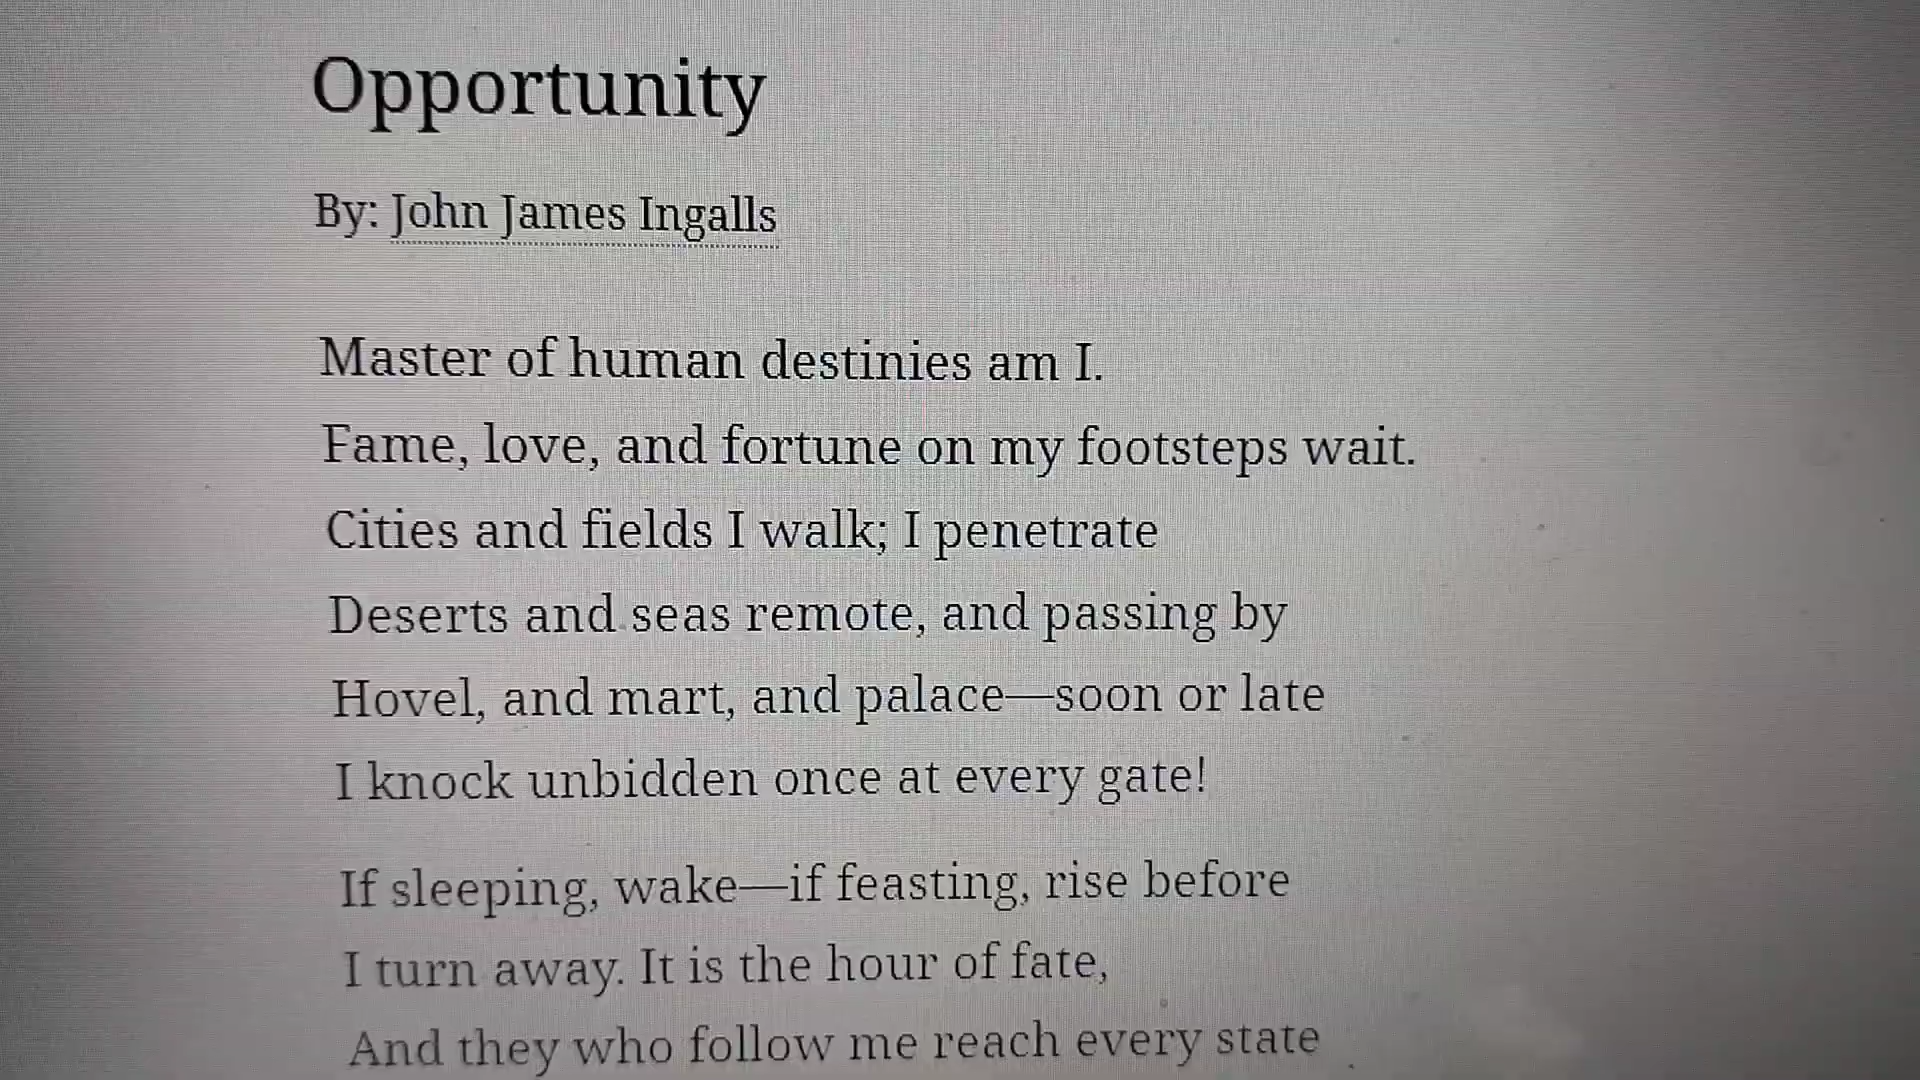 Opportunity
By: John James Ingalls
Master of human destinies am I.
Fame, love, and fortune on my footsteps wait.
Cities and fields I walk; I penetrate
Deserts and seas remote, and passing by
Hovel, and mart, and palace—soon or late
I knock unbidden once at every gate!
If sleeping, wake—if feasting, rise before
I turn away. It is the hour of fate,
And they who follow me reach every state